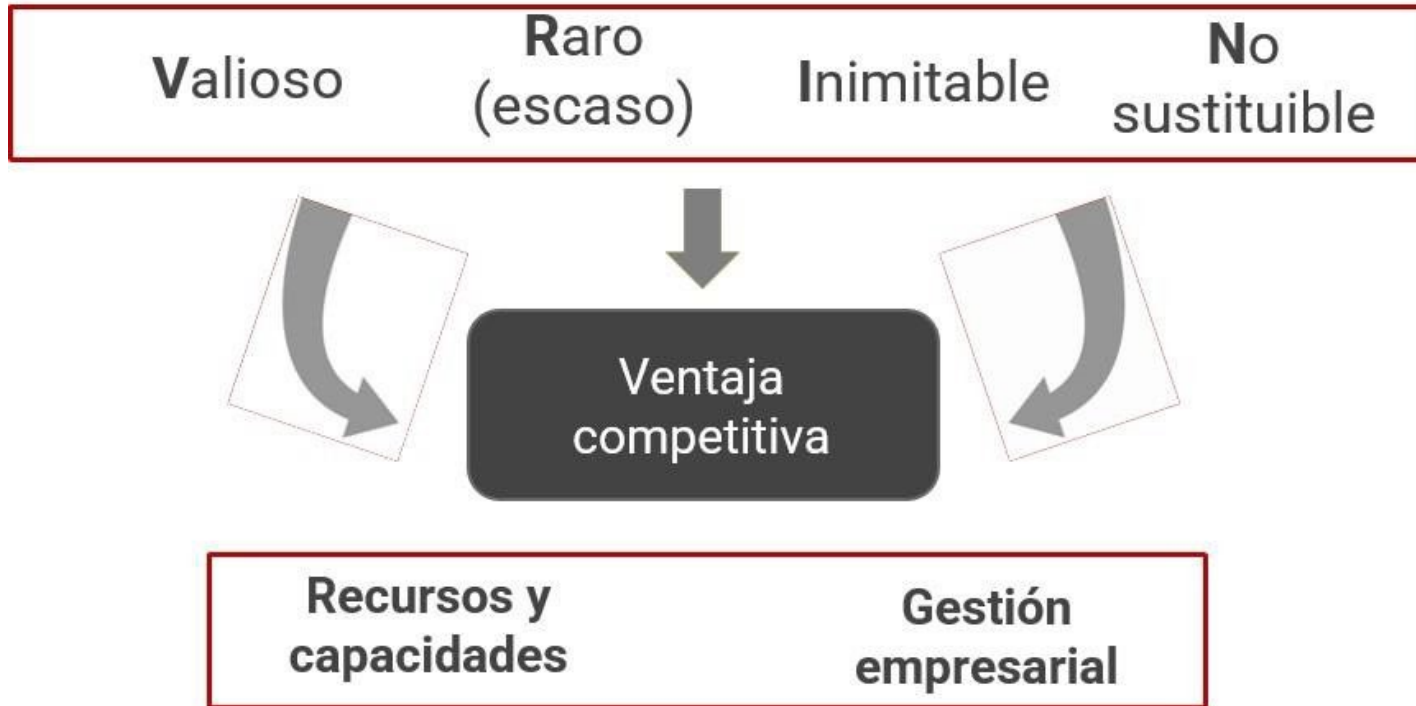 Valioso
Raro
(escaso)
Inimitable
No
sustituible
Ventaja
competitiva
Recursos y
capacidades
Gestión
empresarial